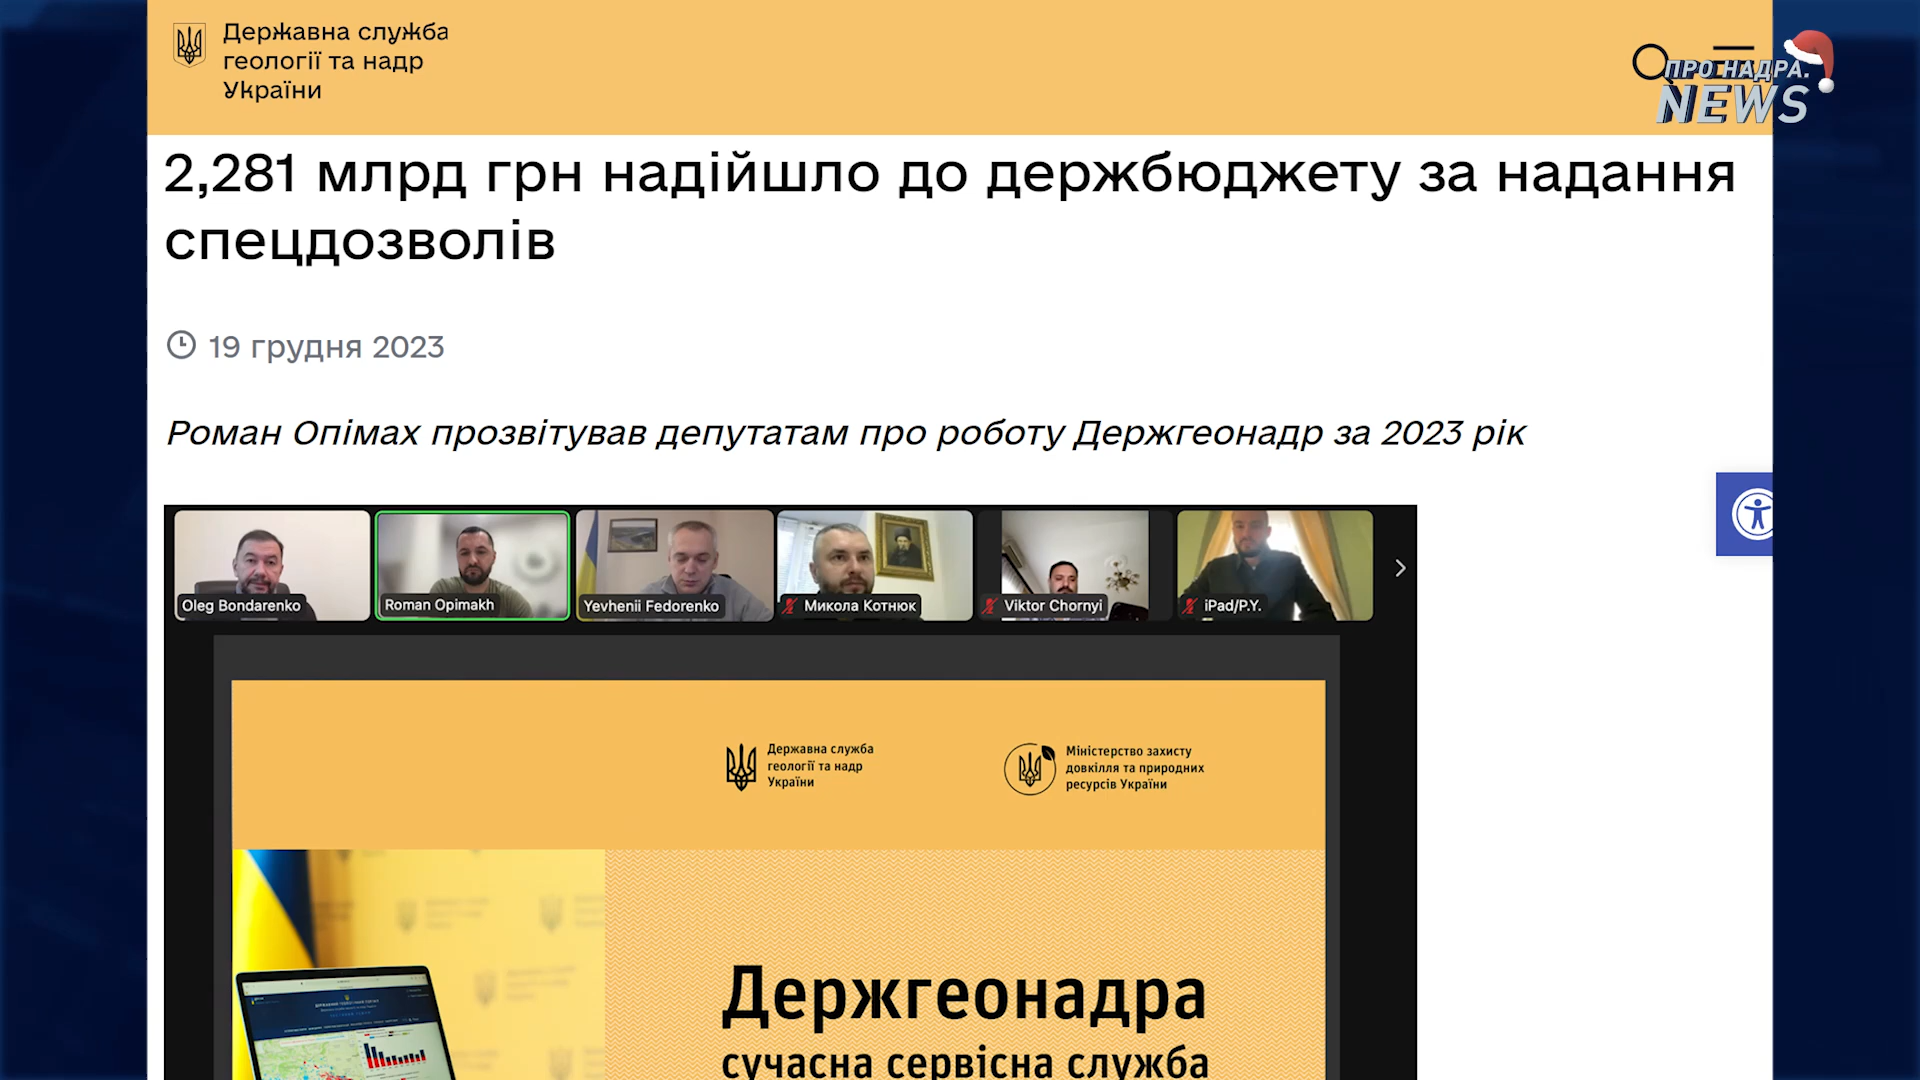 Державна служба
геології та надр
України
ПРО НАДРА.
NEWS
2,281 млрд грн надійшло до держбюджету за надання
спецдозволів
19 грудня 2023
Роман Опімах прозвітував депутатам про роботу Держгеонадр за 2023 рік
Oleg Bondarenko
Roman Opimakh
Yevhenii Fedorenko
Микола Котнюк
Viktor Chornyi
iPad/P.Y.
Державна служба
геології та надр
України
Міністерство захисту
довкілля та природних
ресурсів України
Держгеонадра
сучасна сервісна служба